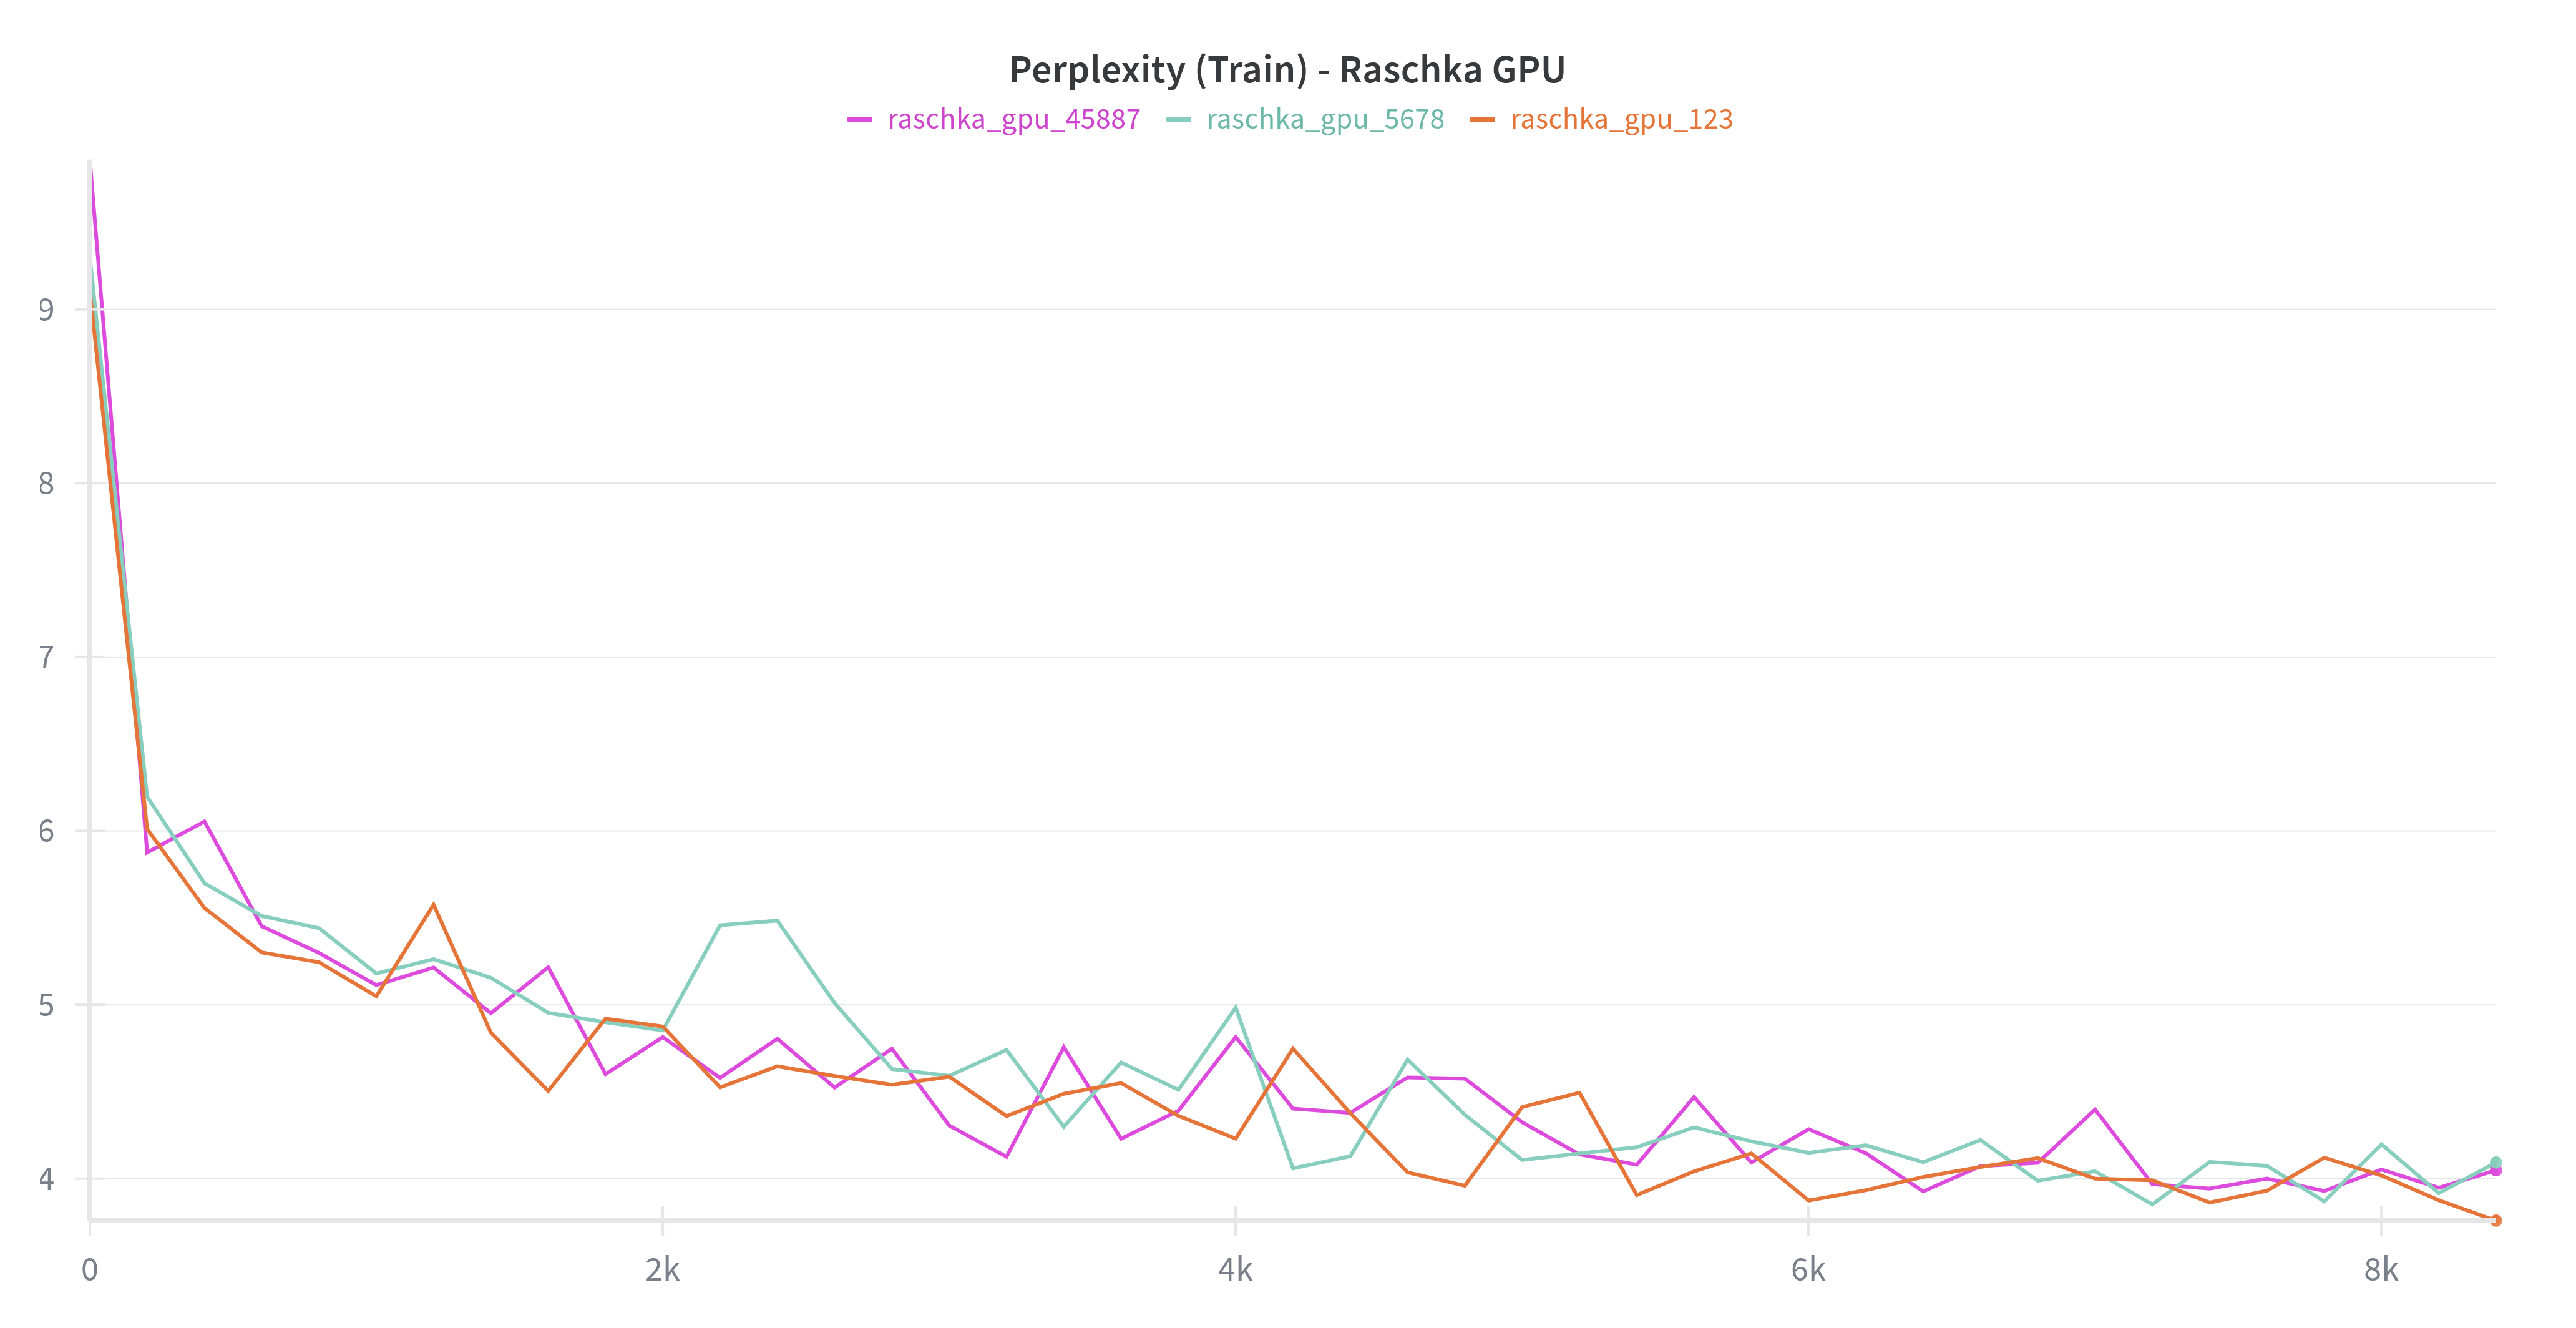 Perplexity (Train) - Raschka GPU
raschka_gpu_45887 raschka_gpu_5678 raschka_gpu_123
9
8
7
6
5
4
0 2k 4k 6k 8k